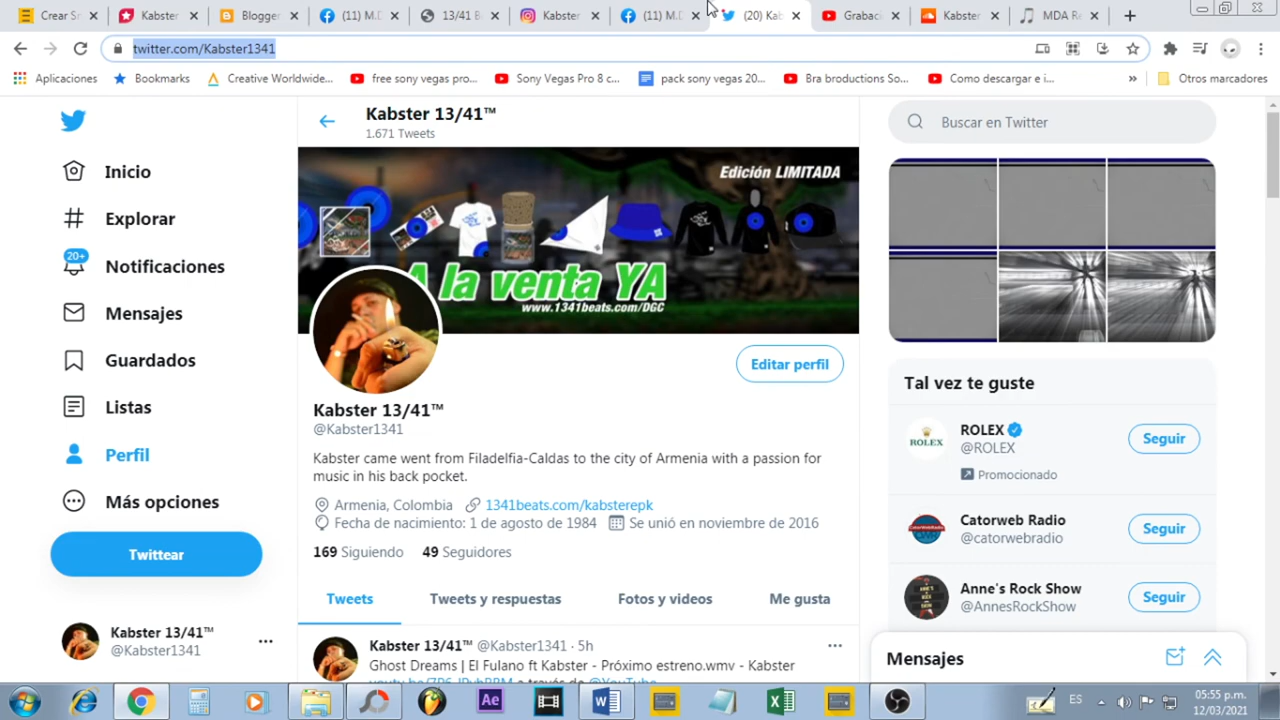 Crear S
Kabster
Blogge
(11) M.D
13/41 B
Kabster
(11) M.D
(20) Kab
Grabaci
Kabster
MDA Re
twitter.com/Kabster1341
Aplicaciones
Bookmarks
Creative Worldwide...
free sony vegas pro...
Sony Vegas Pro 8 c...
pack sony vegas 20...
Bra broductions So...
Como descargar e i...
»
Otros marcadores
Inicio
Explorar
20+
Notificaciones
Mensajes
Guardados
Listas
Perfil
Más opciones
Twittear
Kabster 13/41™
@Kabster1341
Kabster 13/41™
1.671 Tweets
Edición LIMITADA
A la venta YA
www.1341beats.com/DGC
Editar perfil
Kabster 13/41™
@Kabster1341
Kabster came went from Filadelfia-Caldas to the city of Armenia with a passion for
music in his back pocket.
Armenia, Colombia 1341beats.com/kabsterepk
Fecha de nacimiento: 1 de agosto de 1984 Se unió en noviembre de 2016
169 Siguiendo 49 Seguidores
Tweets
Tweets y respuestas
Fotos y videos
Me gusta
Kabster 13/41™ @Kabster1341 · 5h
Ghost Dreams | El Fulano ft Kabster - Próximo estreno.wmv - Kabster
a través de @YouTube
Buscar en Twitter
Tal vez te guste
ROLEX
@ROLEX
Promocionado
Seguir
Catorweb Radio
@catorwebradio
Seguir
Anne's Rock Show
@AnnesRockShow
Seguir
Mensajes
ES
05:55 p.m.
12/03/2021